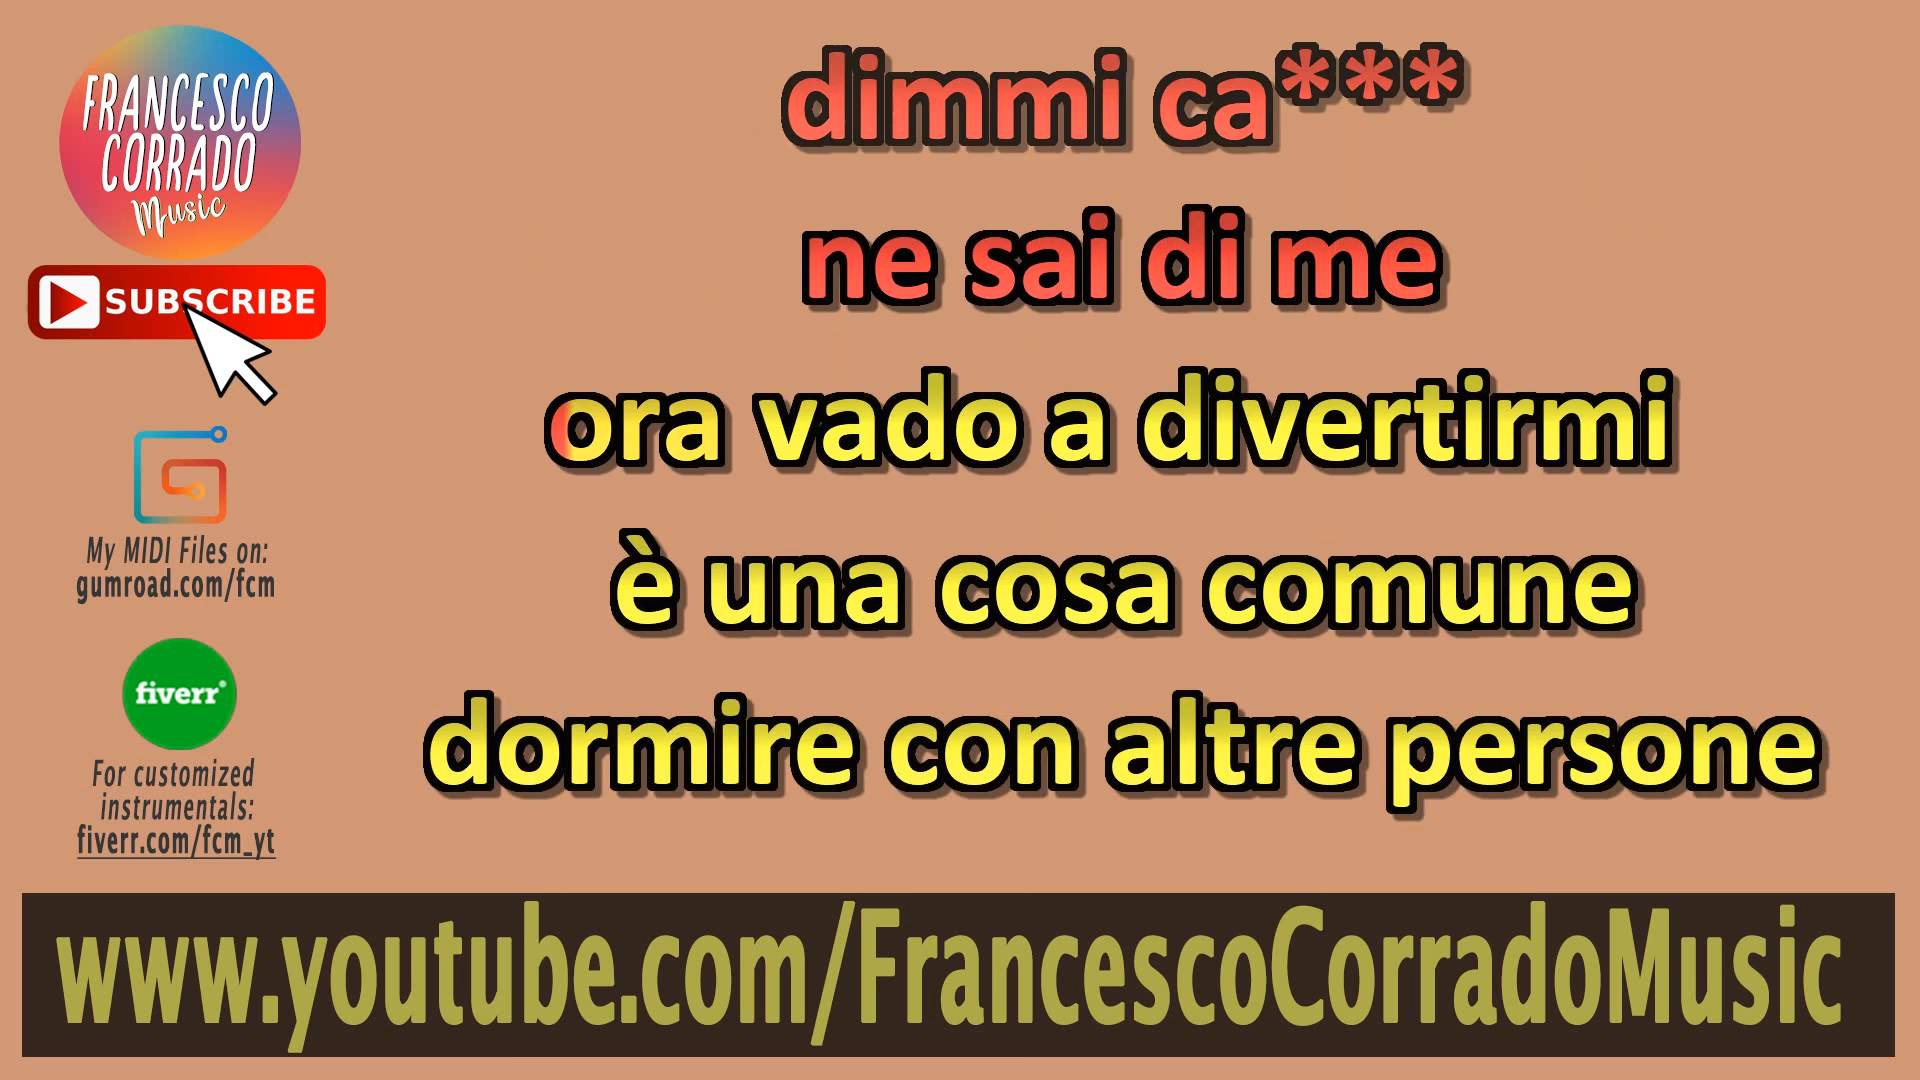 FRANCESCO
CORRADO
Music
SUBSCRIBE
My MIDI Files on:
gumroad.com/fcm
fiverr®
For customized
instrumentals:
fiverr.com/fcm_yt
dimmi ca***
ne sai di me
ora vado a divertirmi
è una cosa comune
dormire con altre persone
www.youtube.com/FrancescoCorradoMusic